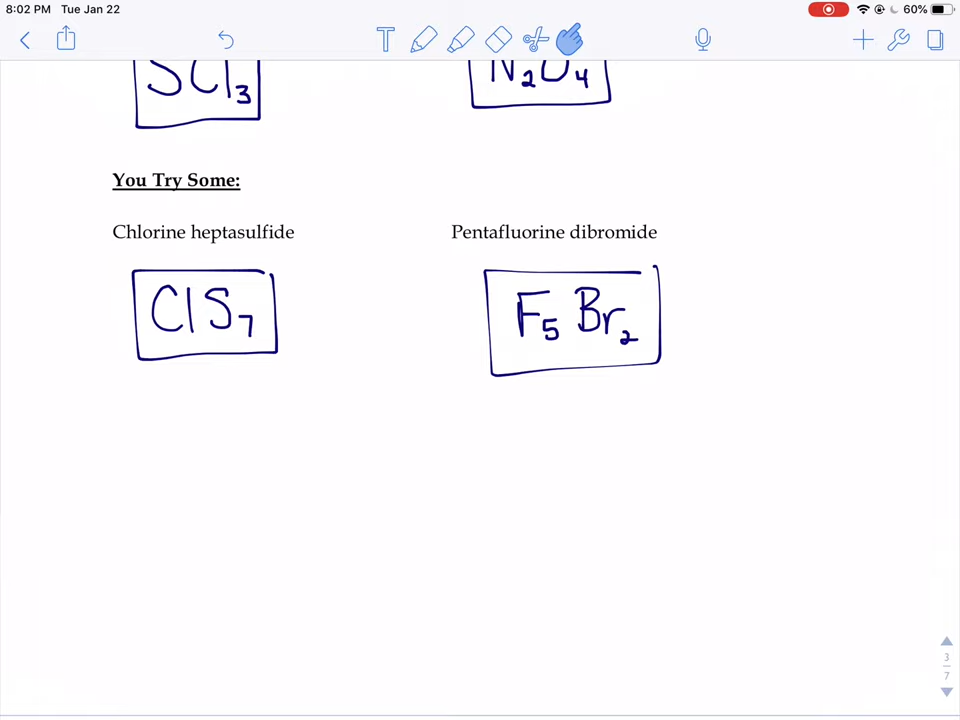 8:02 PM Tue Jan 22 60%
T
SCl3 N2O4
You Try Some:
Chlorine heptasulfide Pentafluorine dibromide
ClS7 F5Br2
3
7